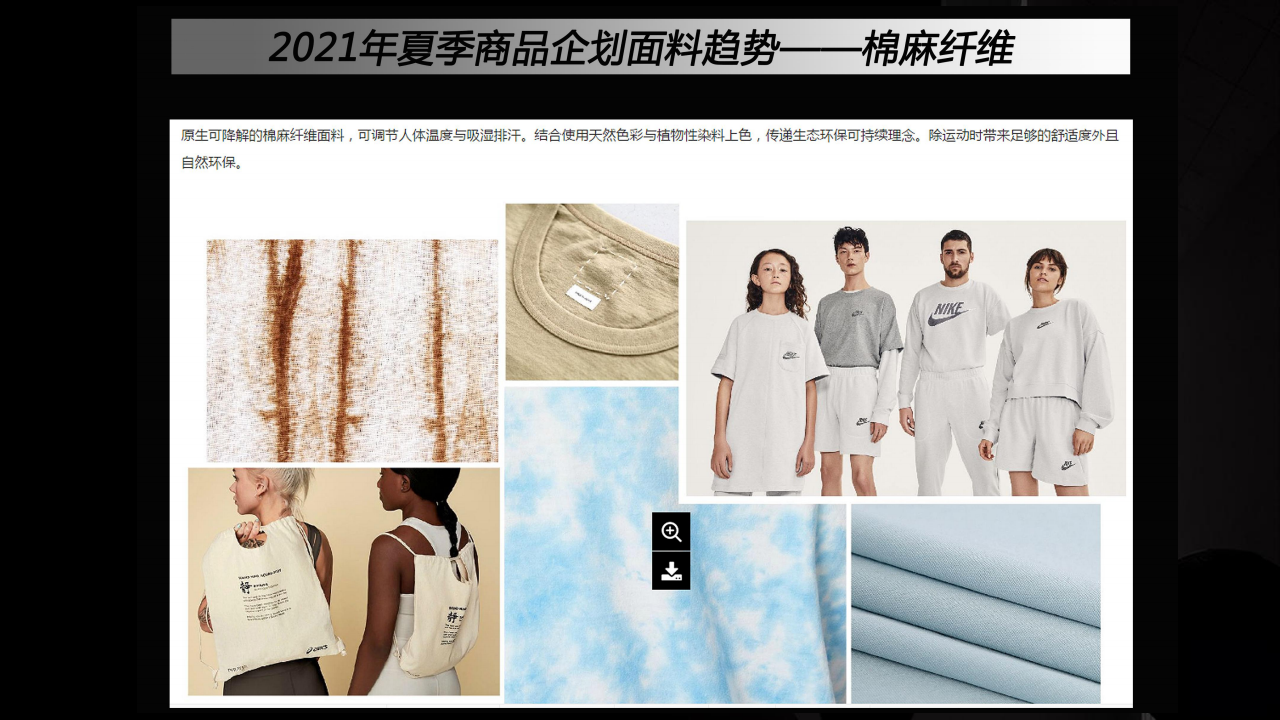 2021年夏季商品企划面料趋势——棉麻纤维
原生可降解的棉麻纤维面料，可调节人体温度与吸湿排汗。结合使用天然色彩与植物性染料上色，传递生态环保可持续理念。除运动时带来足够的舒适度外且
自然环保。
NIKE
静
静
asics